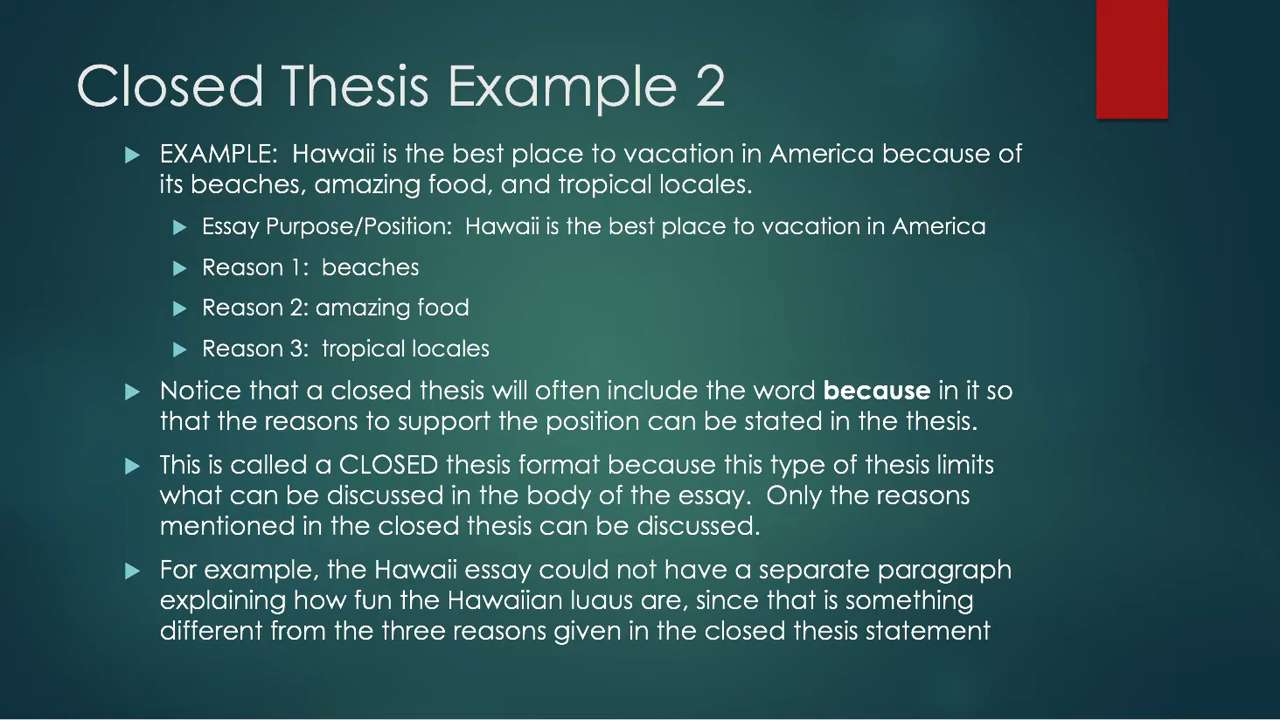 Closed Thesis Example 2
EXAMPLE:  Hawaii is the best place to vacation in America because of
its beaches, amazing food, and tropical locales.
Essay Purpose/Position:  Hawaii is the best place to vacation in America
Reason 1:  beaches
Reason 2: amazing food
Reason 3:  tropical locales
Notice that a closed thesis will often include the word because in it so
that the reasons to support the position can be stated in the thesis.
This is called a CLOSED thesis format because this type of thesis limits
what can be discussed in the body of the essay.  Only the reasons
mentioned in the closed thesis can be discussed.
For example, the Hawaii essay could not have a separate paragraph
explaining how fun the Hawaiian luaus are, since that is something
different from the three reasons given in the closed thesis statement